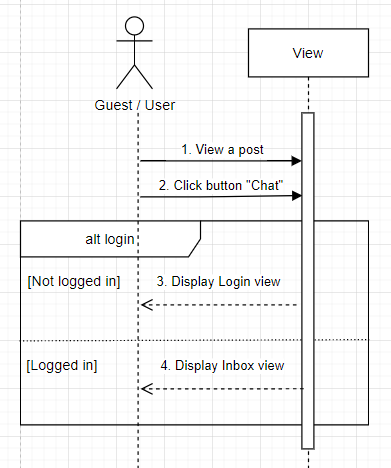 Guest / User
View
1. View a post
2. Click button "Chat"
alt login
[Not logged in]
3. Display Login view
[Logged in]
4. Display Inbox view